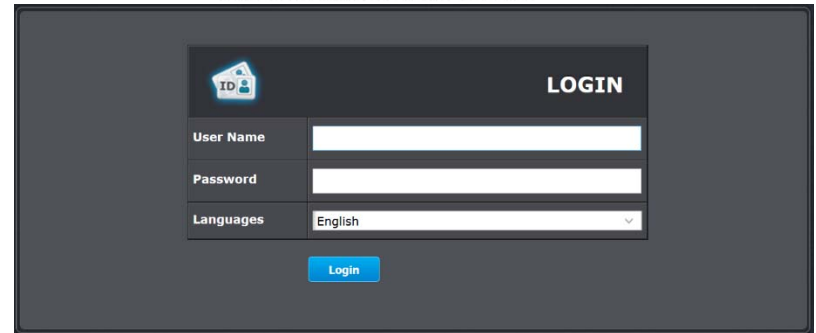 ID
LOGIN
User Name
Password
Languages English
Login